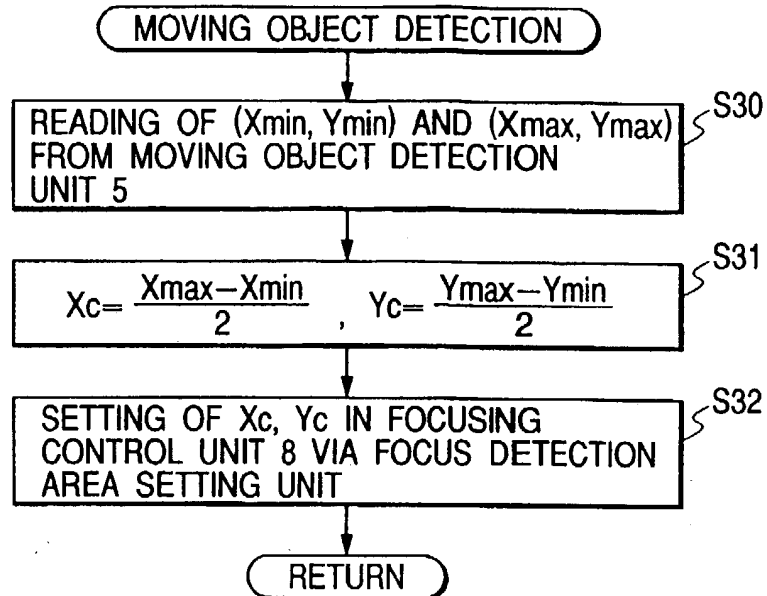 MOVING OBJECT DETECTION
READING OF (Xmin, Ymin) AND (Xmax, Ymax)
FROM MOVING OBJECT DETECTION
UNIT 5
S30
Xc= Xmax–Xmin / 2 , Yc= Ymax–Ymin / 2
S31
SETTING OF Xc, Yc IN FOCUSING
CONTROL UNIT 8 VIA FOCUS DETECTION
AREA SETTING UNIT
S32
RETURN